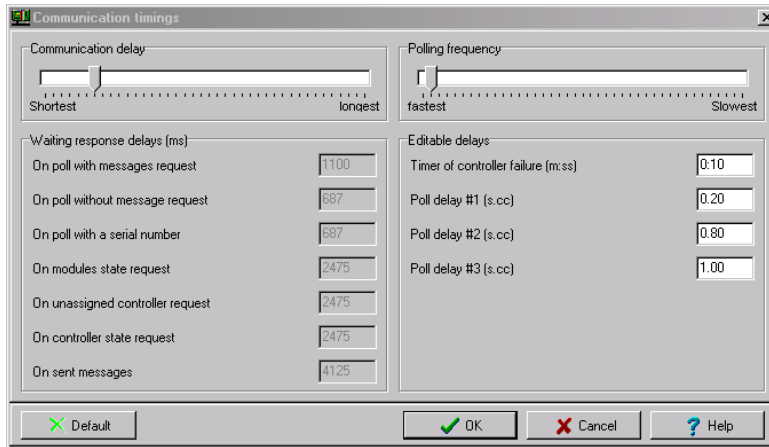 Communication timings
Communication delay
Shortest longest
Polling frequency
fastest Slowest
Waiting response delays (ms)
On poll with messages request 1100
On poll without message request 687
On poll with a serial number 687
On modules state request 2475
On unassigned controller request 2475
On controller state request 2475
On sent messages 4125
Editable delays
Timer of controller failure (m:ss) 0:10
Poll delay #1 (s.cc) 0.20
Poll delay #2 (s.cc) 0.80
Poll delay #3 (s.cc) 1.00
Default OK Cancel Help